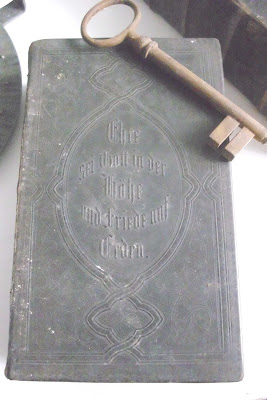 Ehre
sei Gott in der
Höhe
und Friede auf
Erden.